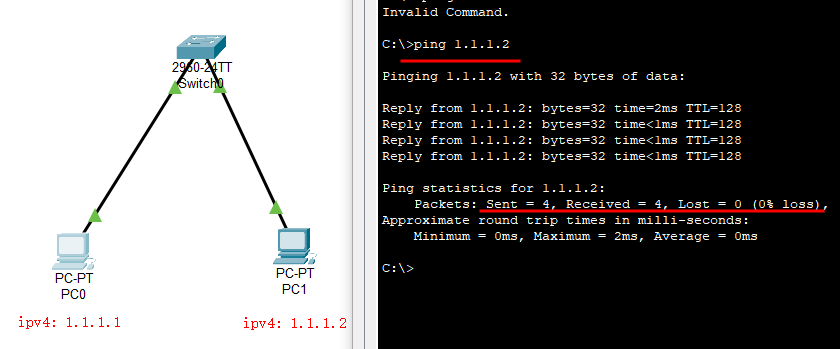 2960-24TT
Switch0
PC-PT
PC0
PC-PT
PC1
ipv4: 1.1.1.1
ipv4: 1.1.1.2
Invalid Command.
C:\>ping 1.1.1.2
Pinging 1.1.1.2 with 32 bytes of data:
Reply from 1.1.1.2: bytes=32 time=2ms TTL=128
Reply from 1.1.1.2: bytes=32 time<1ms TTL=128
Reply from 1.1.1.2: bytes=32 time<1ms TTL=128
Reply from 1.1.1.2: bytes=32 time<1ms TTL=128
Ping statistics for 1.1.1.2:
Packets: Sent = 4, Received = 4, Lost = 0 (0% loss),
Approximate round trip times in milli-seconds:
Minimum = 0ms, Maximum = 2ms, Average = 0ms
C:\>